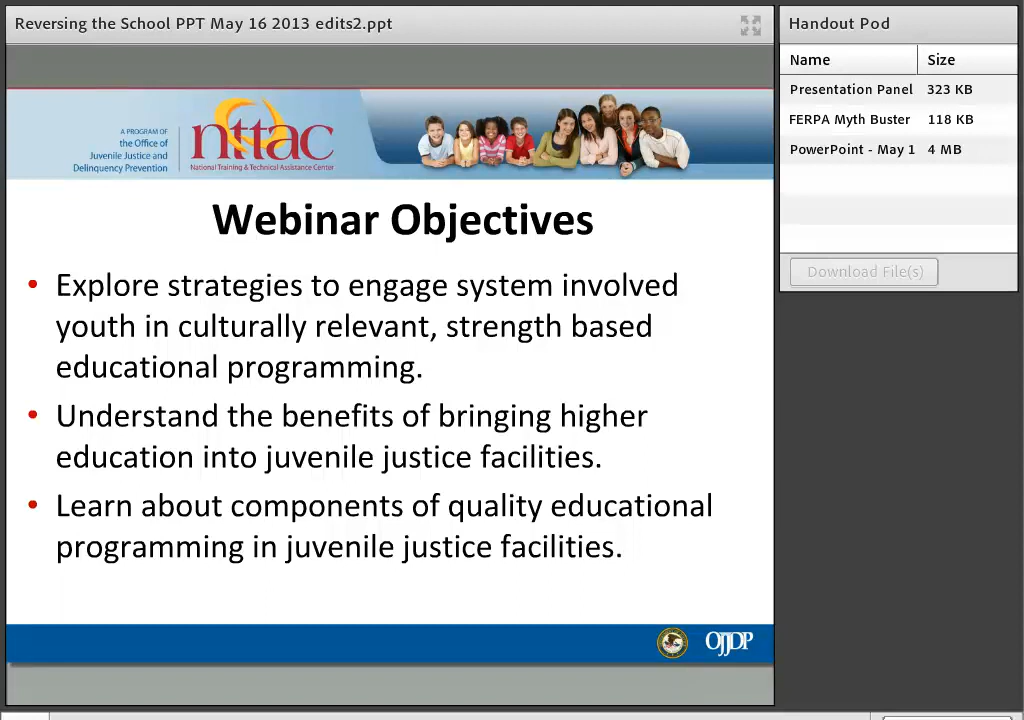 Reversing the School PPT May 16 2013 edits2.ppt
Handout Pod
Name Size
Presentation Panel 323 KB
FERPA Myth Buster 118 KB
PowerPoint - May 1 4 MB
Download File(s)
A PROGRAM OF
the Office of
Juvenile Justice and
Delinquency Prevention
nttac
National Training & Technical Assistance Center
Webinar Objectives
• Explore strategies to engage system involved
youth in culturally relevant, strength based
educational programming.
• Understand the benefits of bringing higher
education into juvenile justice facilities.
• Learn about components of quality educational
programming in juvenile justice facilities.
OJJDP